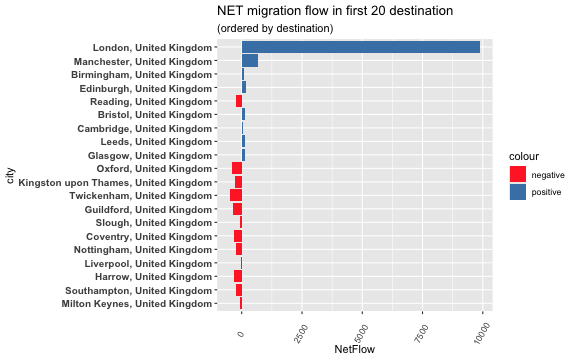 NET migration flow in first 20 destination
(ordered by destination)
London, United Kingdom
Manchester, United Kingdom
Birmingham, United Kingdom
Edinburgh, United Kingdom
Reading, United Kingdom
Bristol, United Kingdom
Cambridge, United Kingdom
Leeds, United Kingdom
Glasgow, United Kingdom
Oxford, United Kingdom
Kingston upon Thames, United Kingdom
Twickenham, United Kingdom
Guildford, United Kingdom
Slough, United Kingdom
Coventry, United Kingdom
Nottingham, United Kingdom
Liverpool, United Kingdom
Harrow, United Kingdom
Southampton, United Kingdom
Milton Keynes, United Kingdom
city
0
2500
5000
7500
10000
NetFlow
colour
negative
positive